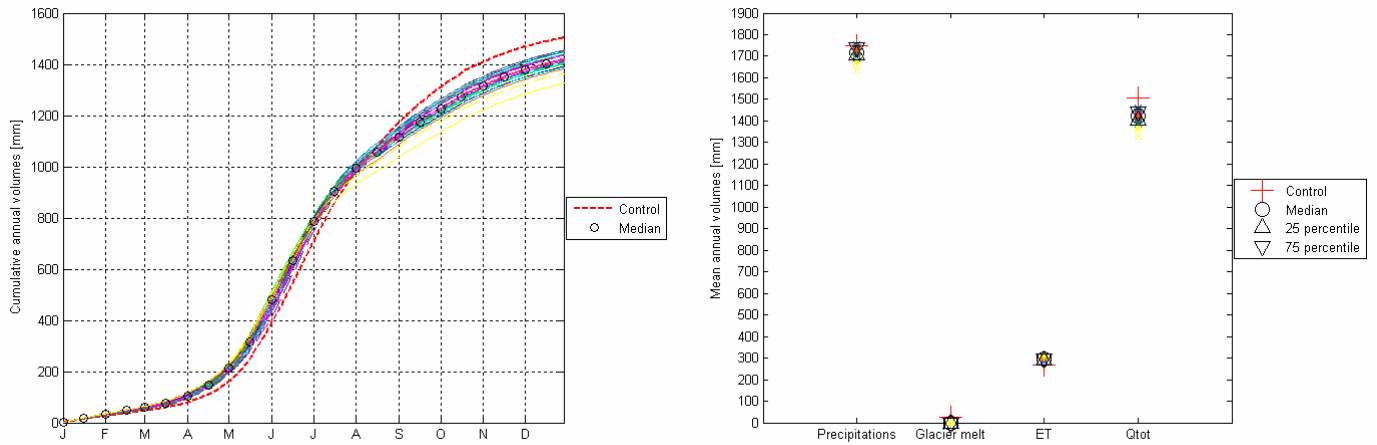 Cumulative annual volumes [mm]
1600
1400
1200
1000
800
600
400
200
0
J F M A M J J A S O N D
Control
Median
Mean annual volumes [mm]
1900
1800
1700
1600
1500
1400
1300
1200
1100
1000
900
800
700
600
500
400
300
200
100
0
Precipitations Glacier melt ET Qtot
Control
Median
25 percentile
75 percentile